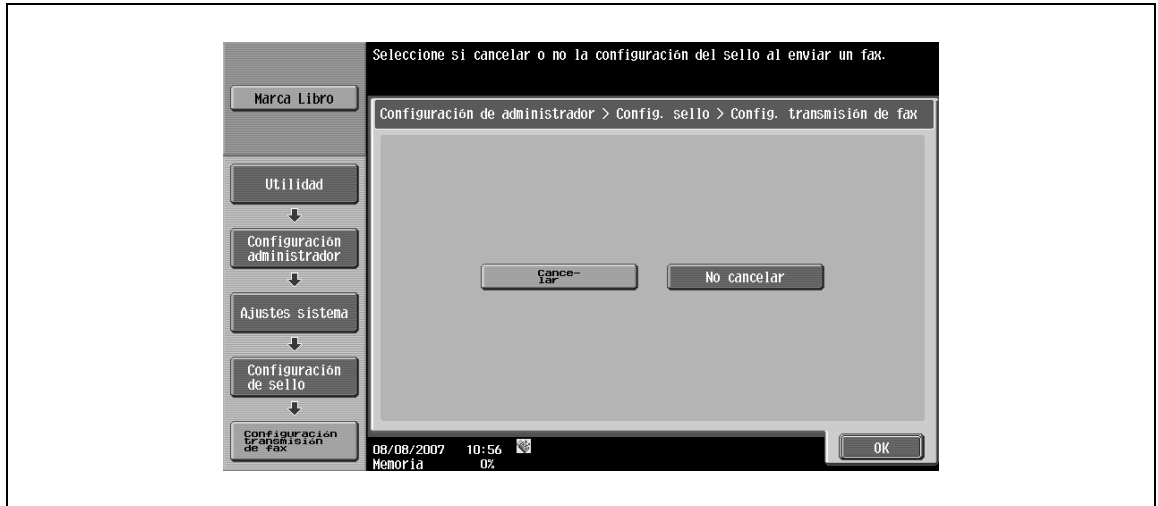 Seleccione si cancelar o no la configuración del sello al enviar un fax.
Marca Libro
Configuración de administrador > Config. sello > Config. transmisión de fax
Utilidad
Configuración
administrador
Ajustes sistema
Configuración
de sello
Configuración
transmisión
de fax
Cance-
lar
No cancelar
08/08/2007 10:56
Memoria 0%
OK